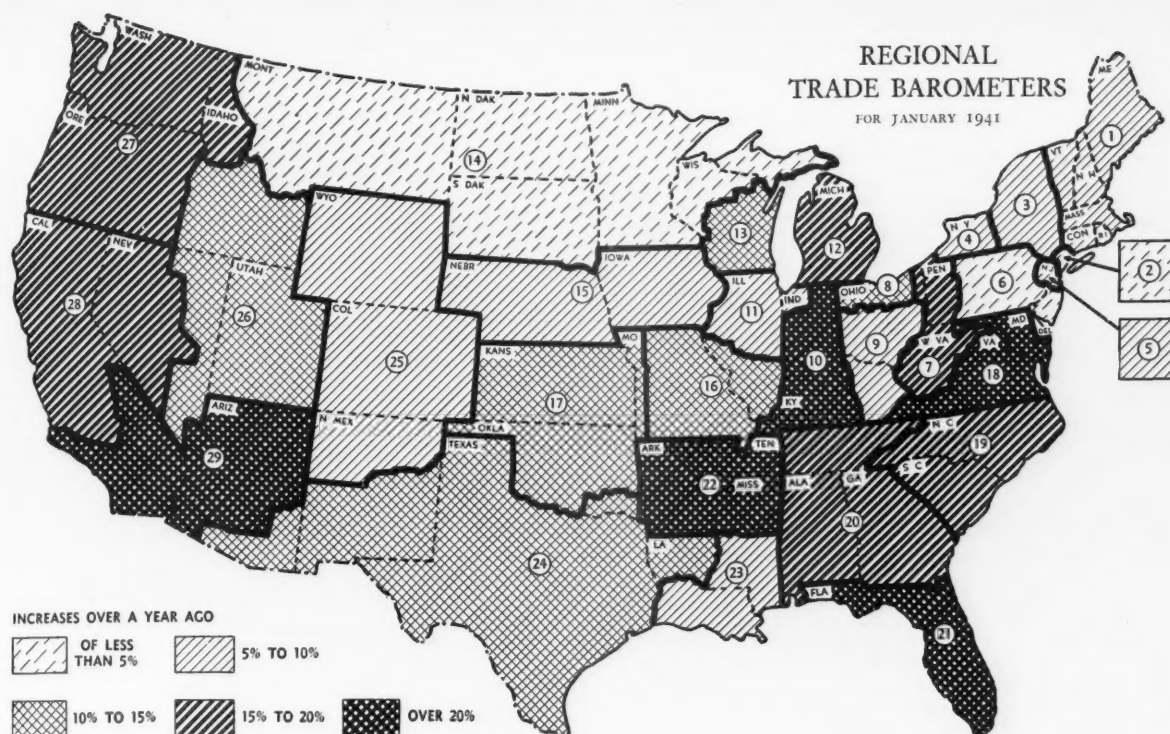 REGIONAL
TRADE BAROMETERS
FOR JANUARY 1941
WASH
MONT
N DAK
MINN
ME
ORE
IDAHO
27
14
S DAK
WIS
MICH
VT
N H
1
3
N Y
4
MASS
CON
R I
WYO
13
12
2
CAL
NEV
UTAH
NEBR
15
IOWA
ILL
11
IND
OHIO
8
PEN
6
N J
5
28
26
COL
25
KANS
17
MO
16
10
9
W VA
7
MD
DEL
VA
18
KY
ARIZ
29
N MEX
OKLA
TEXAS
ARK
TEN
N C
19
22
MISS
ALA
GA
S C
20
24
LA
23
FLA
21
INCREASES OVER A YEAR AGO
OF LESS
THAN 5%
5% TO 10%
10% TO 15%
15% TO 20%
OVER 20%